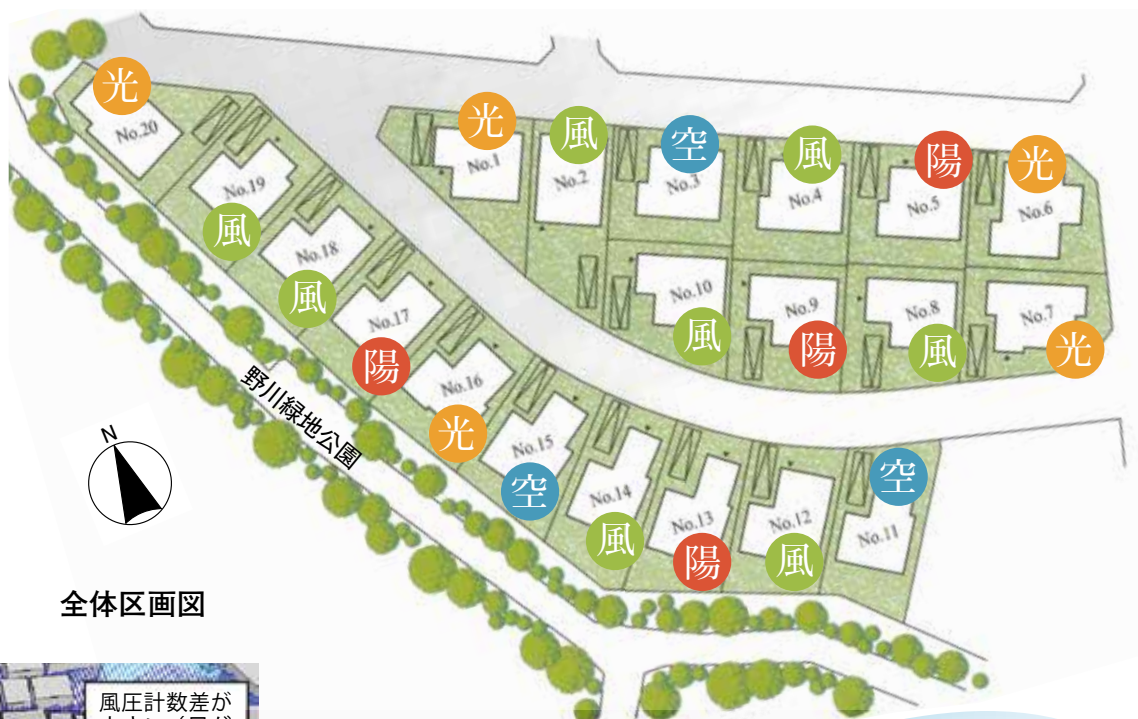 光
No.20
光
No.1
風
No.2
空
No.3
風
No.4
陽
No.5
光
No.6
No.19
風
No.18
風
No.17
陽
No.16
光
No.15
空
No.14
風
No.13
陽
No.12
風
No.11
空
No.10
風
No.9
陽
No.8
風
No.7
光
野川緑地公園
N
全体区画図
風圧計数差が